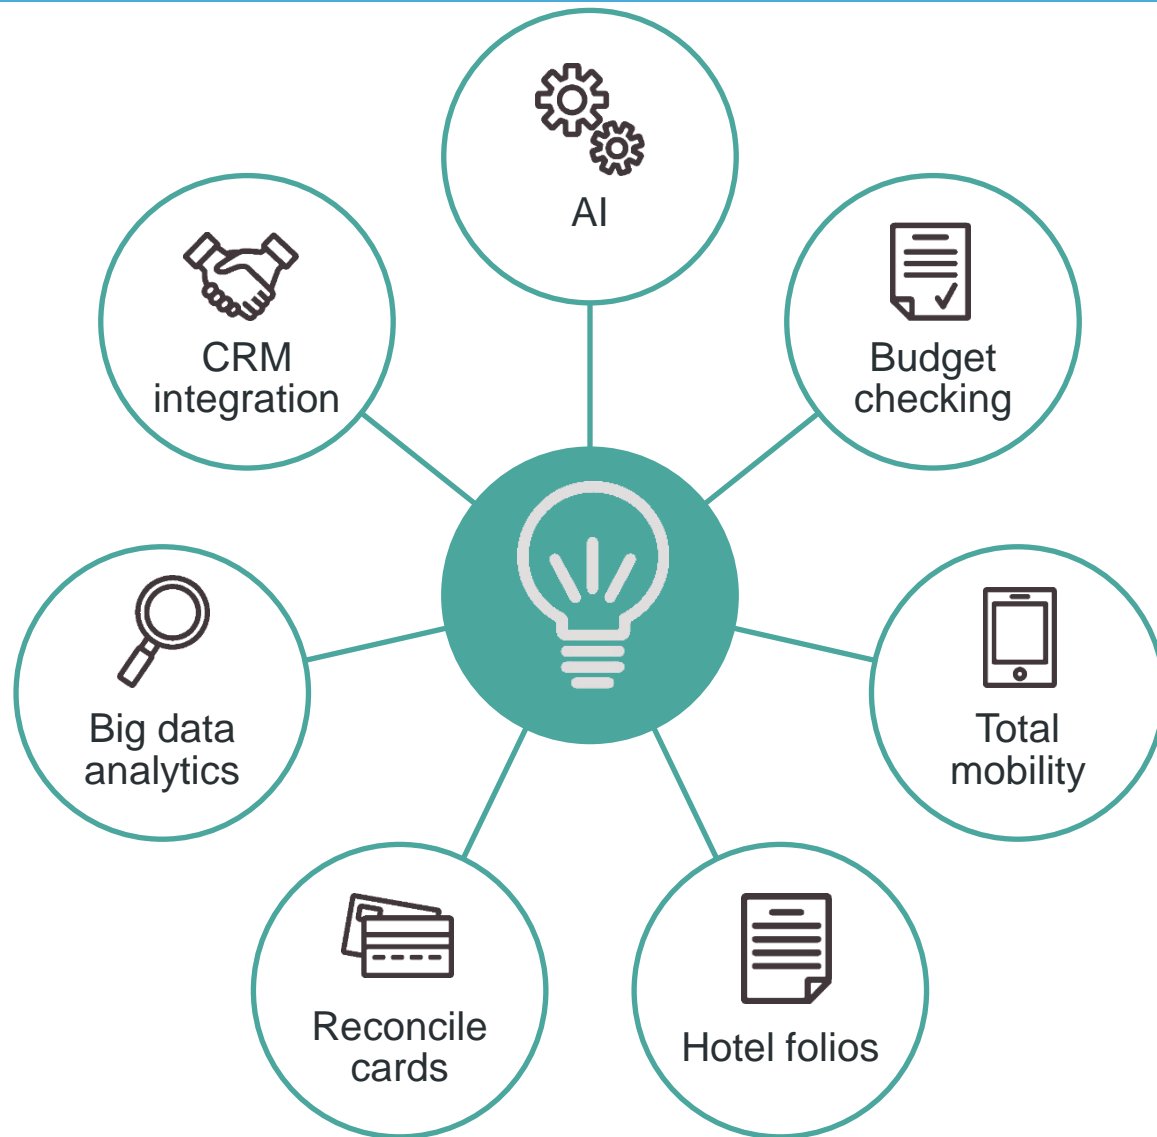 AI
Budget
checking
Total
mobility
Hotel folios
Reconcile
cards
Big data
analytics
CRM
integration